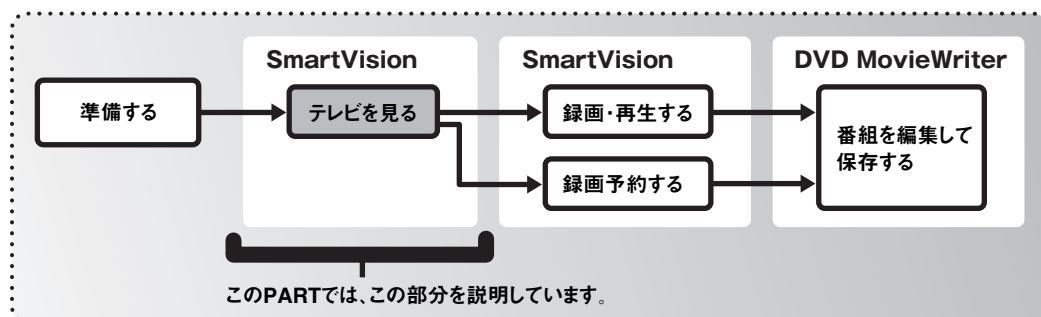 SmartVision
SmartVision
DVD MovieWriter
準備する
テレビを見る
録画・再生する
録画予約する
番組を編集して
保存する
このPARTでは、この部分を説明しています。